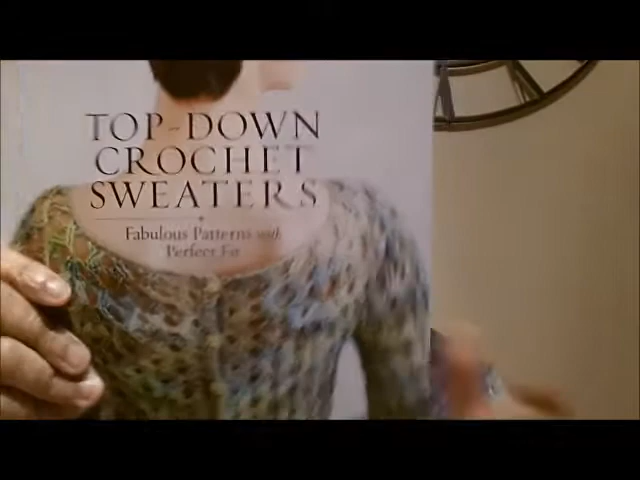 TOP-DOWN
CROCHET
SWEATERS
Fabulous Patterns with
Perfect Fit